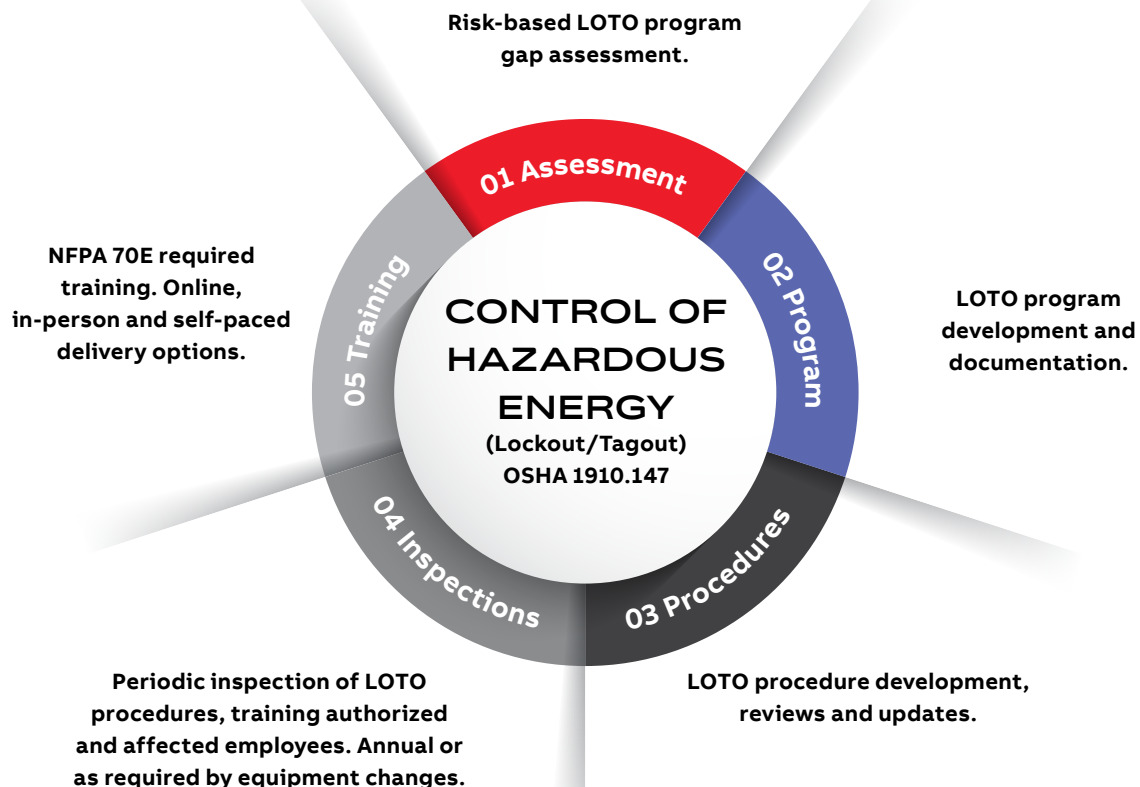 Risk-based LOTO program
gap assessment.
01 Assessment
02 Program
LOTO program
development and
documentation.
03 Procedures
LOTO procedure development,
reviews and updates.
04 Inspections
Periodic inspection of LOTO
procedures, training authorized
and affected employees. Annual or
as required by equipment changes.
05 Training
NFPA 70E required
training. Online,
in-person and self-paced
delivery options.
CONTROL OF
HAZARDOUS
ENERGY
(Lockout/Tagout)
OSHA 1910.147